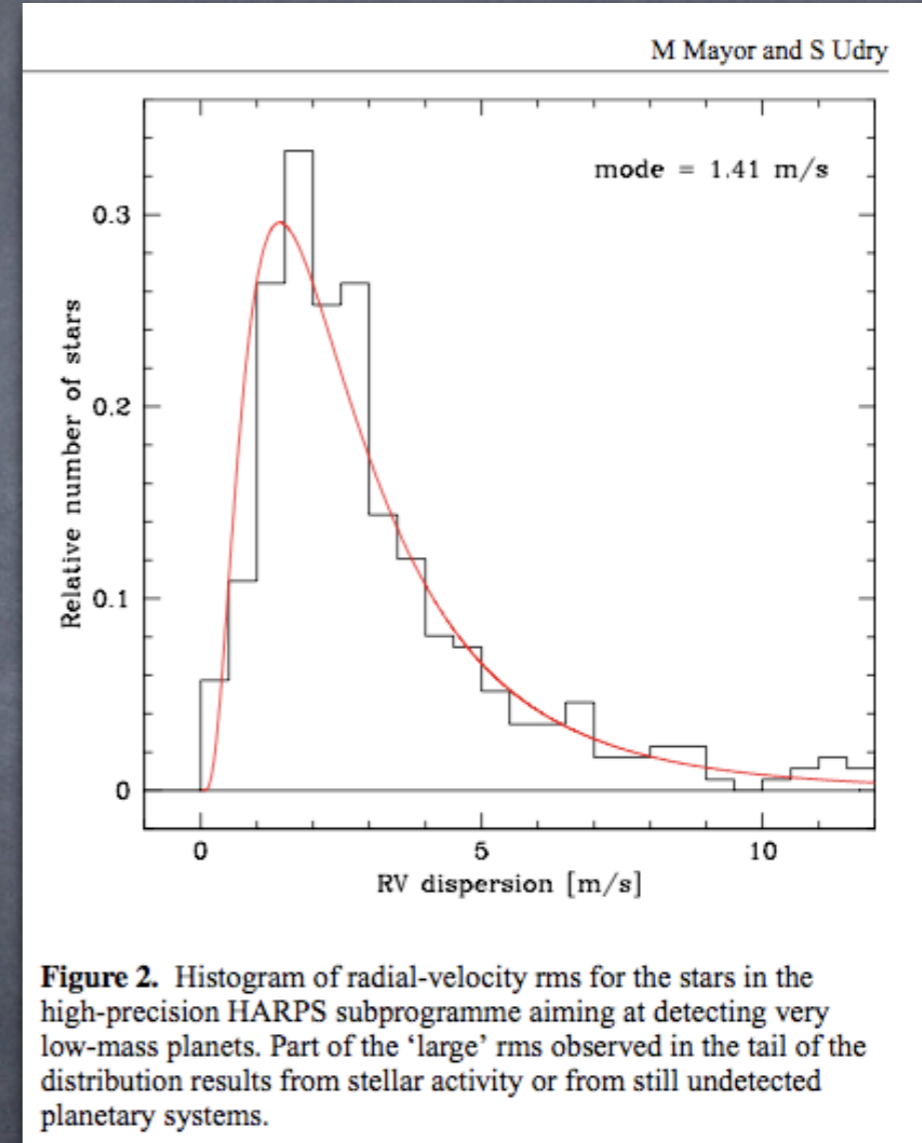 M Mayor and S Udry
mode = 1.41 m/s
0.3
0.2
0.1
0
Relative number of stars
0
5
10
RV dispersion [m/s]
Figure 2. Histogram of radial-velocity rms for the stars in the
high-precision HARPS subprogramme aiming at detecting very
low-mass planets. Part of the ‘large’ rms observed in the tail of the
distribution results from stellar activity or from still undetected
planetary systems.